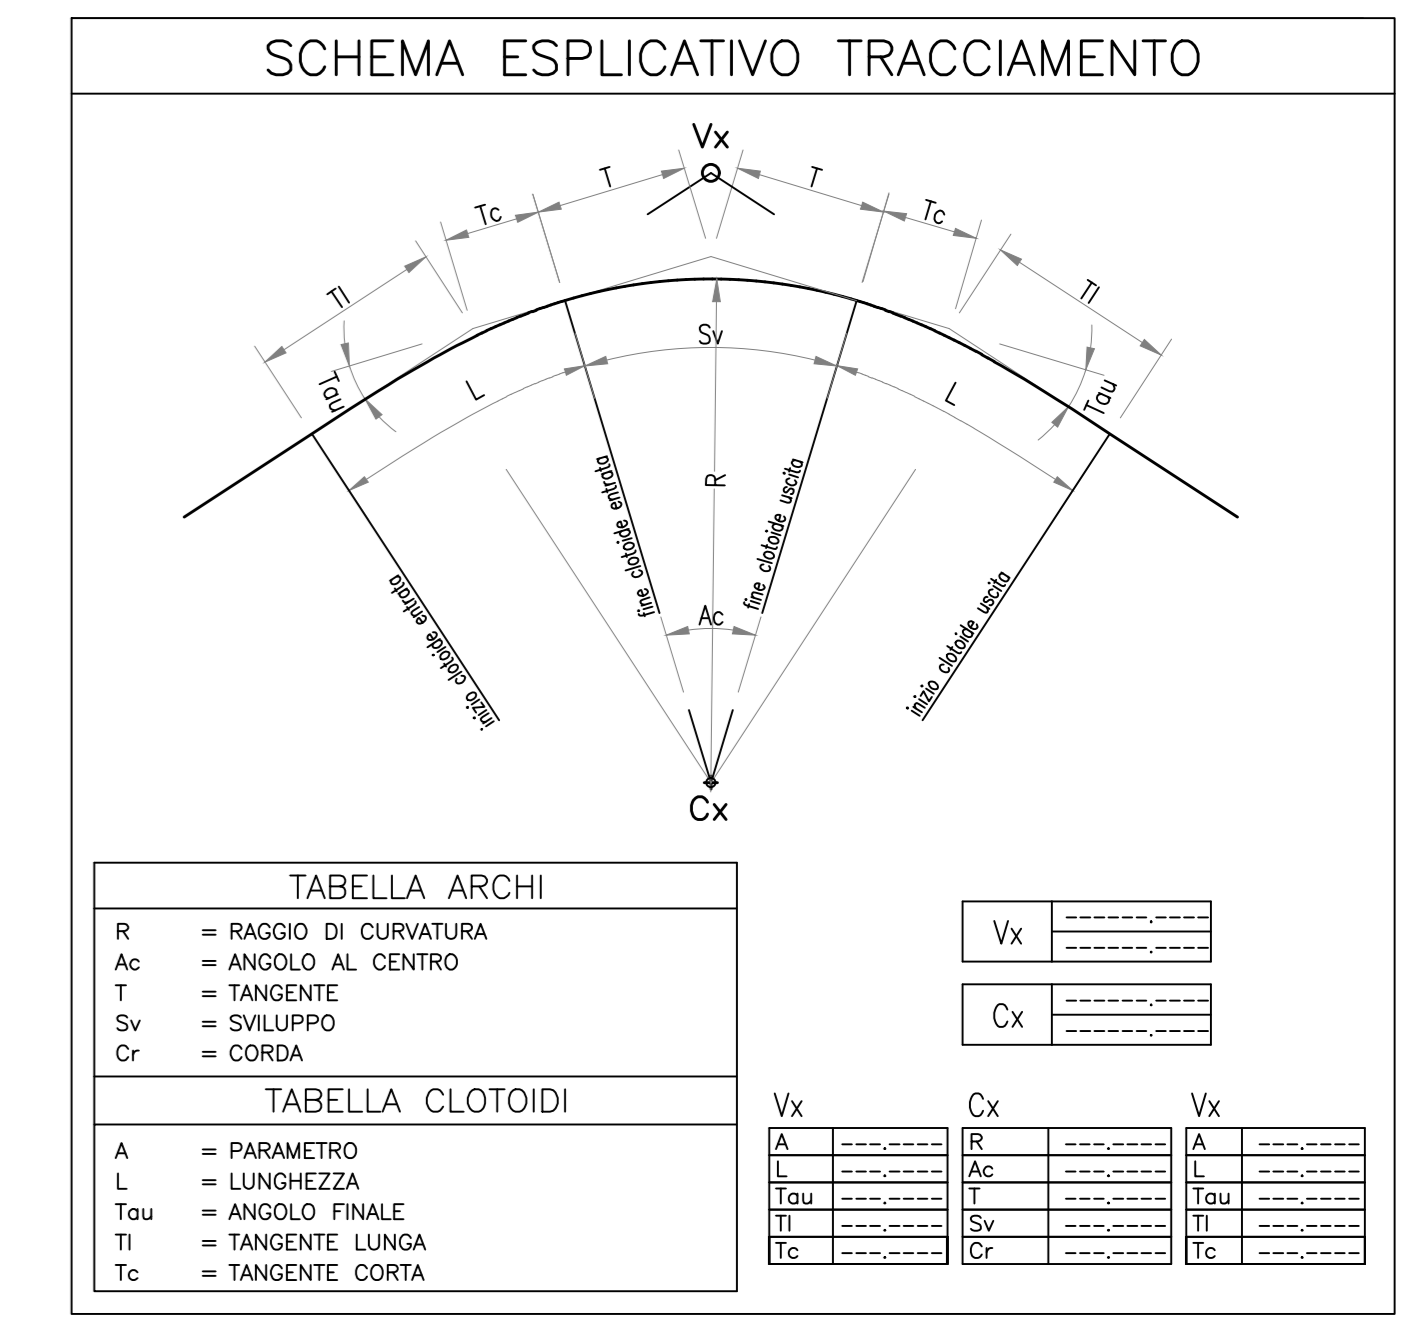 SCHEMA ESPLICATIVO TRACCIAMENTO
Vx
T
T
Tc
Tc
Tl
Tl
Sv
Tau
Tau
L
L
R
fine clotoide entrata
fine clotoide uscita
inizio clotoide entrata
inizio clotoide uscita
Ac
Cx
TABELLA ARCHI
R = RAGGIO DI CURVATURA
Ac = ANGOLO AL CENTRO
T = TANGENTE
Sv = SVILUPPO
Cr = CORDA
TABELLA CLOTOIDI
A = PARAMETRO
L = LUNGHEZZA
Tau = ANGOLO FINALE
Tl = TANGENTE LUNGA
Tc = TANGENTE CORTA
Vx ------.----
------.----
Cx ------.----
------.----
Vx Cx Vx
A ---.---- R ---.---- A ---.----
L ---.---- Ac ---.---- L ---.----
Tau ---.---- T ---.---- Tau ---.----
Tl ---.---- Sv ---.---- Tl ---.----
Tc ---.---- Cr ---.---- Tc ---.----